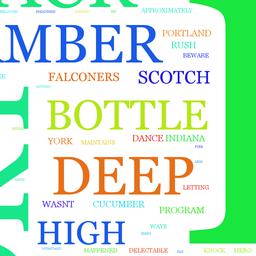 APPROXIMATELY
MBER
PORTLAND
RUSH
BEWARE
FALCONERS
SCOTCH
BOTTLE
YORK
MAINTAINS
DANCE
INDIANA
DEEP
LETTING
WASNT
CUCUMBER
PROGRAM
HIGH
WAVE
HAPPENED
DELECTABLE
KNOCK
HERO